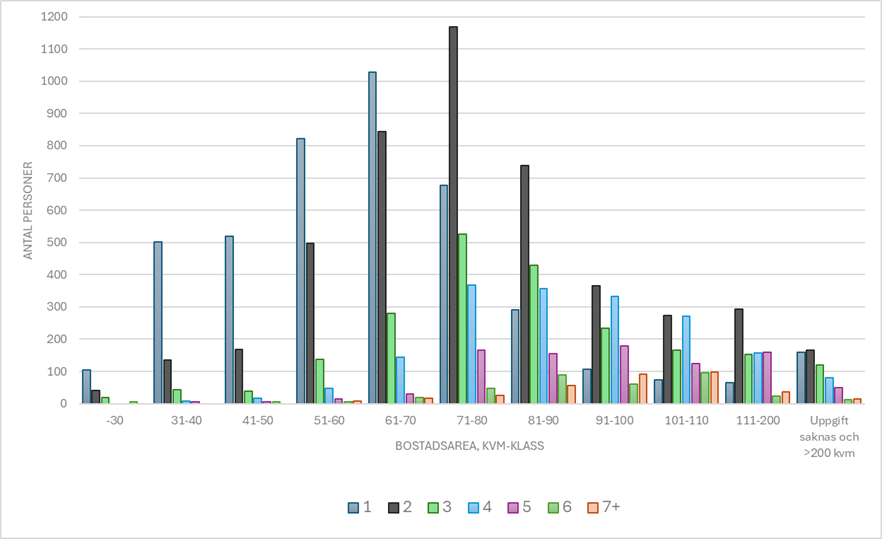 1200
1100
1000
900
800
700
600
500
400
300
200
100
0
ANTAL PERSONER
-30 31-40 41-50 51-60 61-70 71-80 81-90 91-100 101-110 111-200 Uppgift
saknas och
>200 kvm
BOSTADSAREA, KVM-KLASS
1 2 3 4 5 6 7+